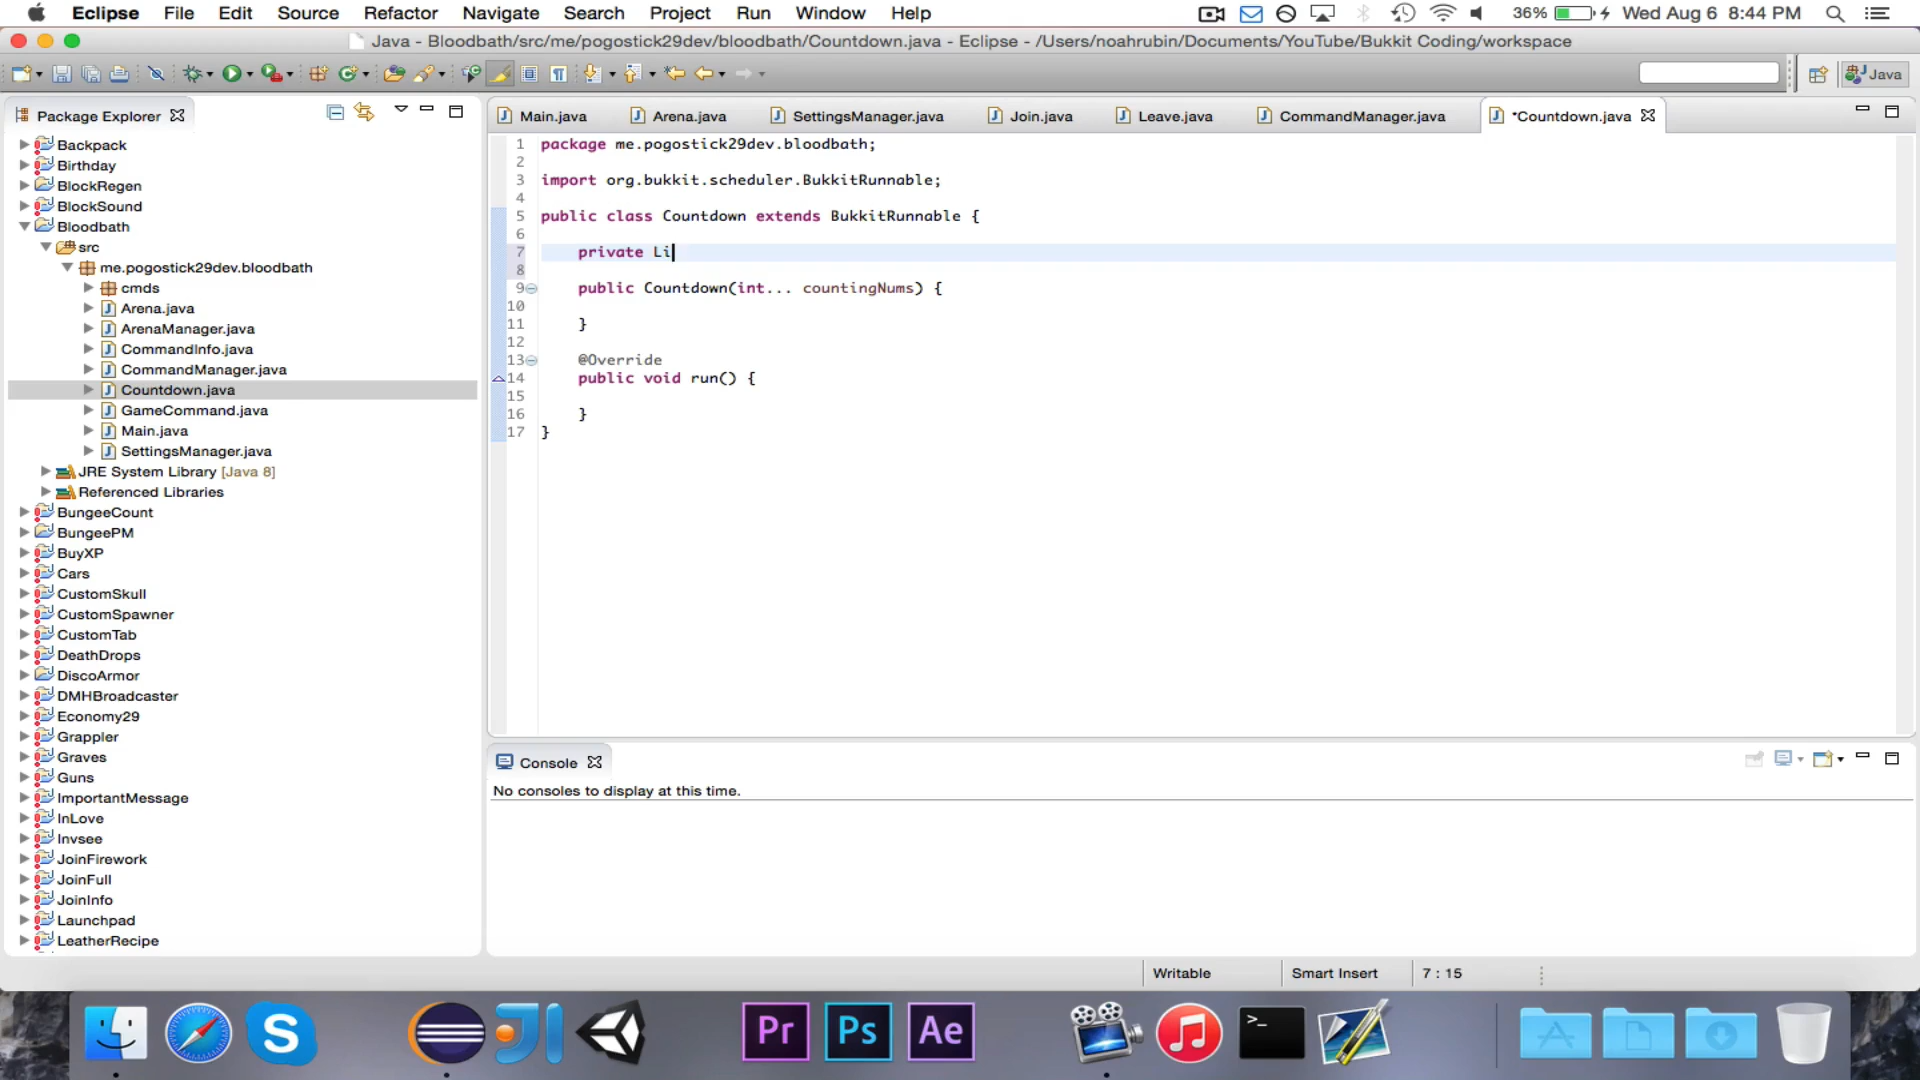 Eclipse File Edit Source Refactor Navigate Search Project Run Window Help 36% Wed Aug 6 8:44 PM
Java - Bloodbath/src/me/pogostick29dev/bloodbath/Countdown.java - Eclipse - /Users/noahrubin/Documents/YouTube/Bukkit Coding/workspace
Java
Package Explorer
Backpack
Birthday
BlockRegen
BlockSound
Bloodbath
src
me.pogostick29dev.bloodbath
cmds
Arena.java
ArenaManager.java
CommandInfo.java
CommandManager.java
Countdown.java
GameCommand.java
Main.java
SettingsManager.java
JRE System Library [Java 8]
Referenced Libraries
BungeeCount
BungeePM
BuyXP
Cars
CustomSkull
CustomSpawner
CustomTab
DeathDrops
DiscoArmor
DMHBroadcaster
Economy29
Grappler
Graves
Guns
ImportantMessage
InLove
Invsee
JoinFirework
JoinFull
JoinInfo
Launchpad
LeatherRecipe
Main.java Arena.java SettingsManager.java Join.java Leave.java CommandManager.java *Countdown.java
1 package me.pogostick29dev.bloodbath;
2
3 import org.bukkit.scheduler.BukkitRunnable;
4
5 public class Countdown extends BukkitRunnable {
6
7 private Li
8
9 public Countdown(int... countingNums) {
10
11 }
12
13 @Override
14 public void run() {
15
16 }
17 }
Console
No consoles to display at this time.
Writable Smart Insert 7 : 15
S J Pr Ps Ae >_